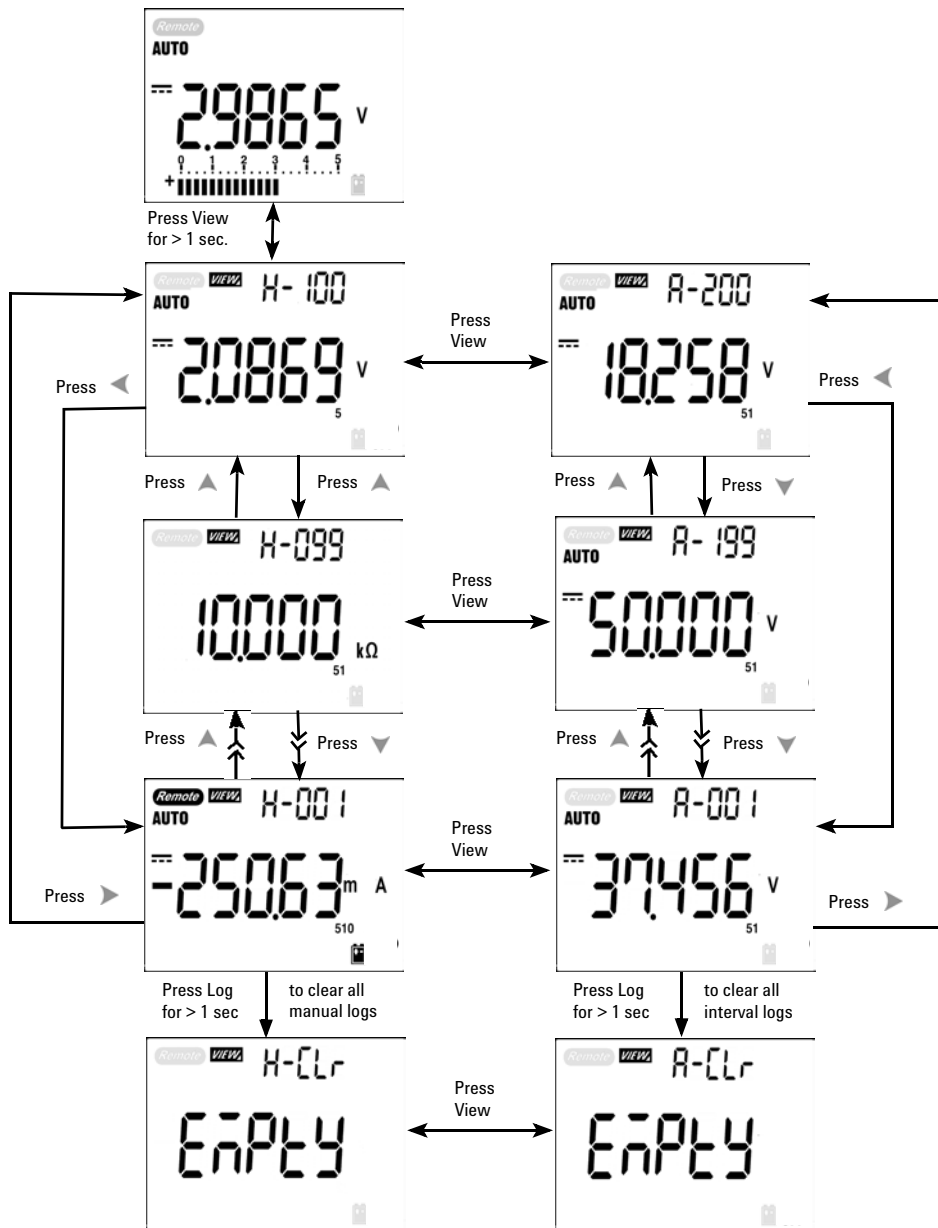 Remote
AUTO
2.9865 V
0 1 2 3 4 5
+
Press View
for > 1 sec.
Remote VIEW H-100
AUTO
2.0869 V
5
Press
View
Remote VIEW A-200
AUTO
18.258 V
51
Press
Press
Press
Press
Press
Press
Remote VIEW H-099
10.000 kΩ
51
Press
View
Remote VIEW A-199
AUTO
50.000 V
51
Press
Press
Press
Press
Remote VIEW H-001
AUTO
-250.63 m A
510
Press
View
Remote VIEW A-001
AUTO
37.456 V
51
Press
Press
Press Log
for > 1 sec
to clear all
manual logs
Press Log
for > 1 sec
to clear all
interval logs
Remote VIEW H-CLr
EmPty
Press
View
Remote VIEW A-CLr
EmPty